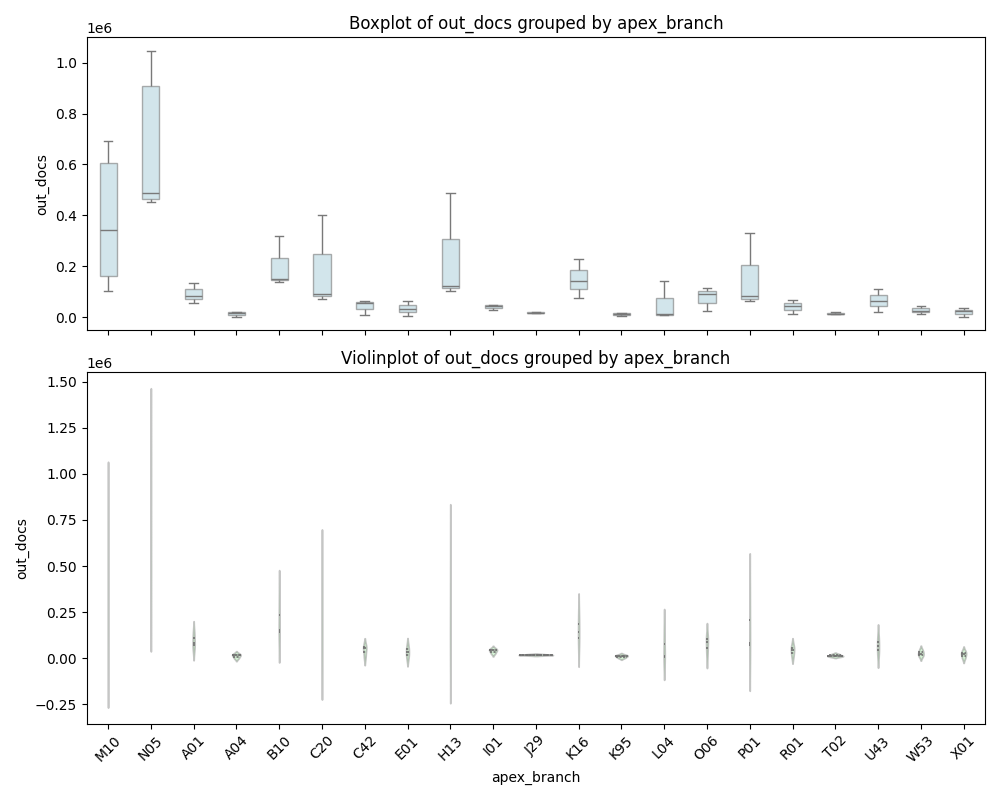 Boxplot of out_docs grouped by apex_branch
1e6
1.0
0.8
0.6
0.4
0.2
0.0
out_docs
Violinplot of out_docs grouped by apex_branch
1e6
1.50
1.25
1.00
0.75
0.50
0.25
0.00
−0.25
out_docs
M10 N05 A01 A04 B10 C20 C42 E01 H13 I01 J29 K16 K95 L04 O06 P01 R01 T02 U43 W53 X01
apex_branch